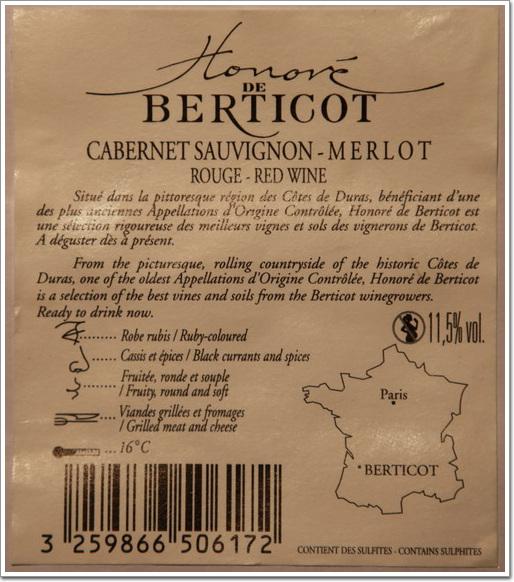 Honoré
DE
BERTICOT
CABERNET SAUVIGNON - MERLOT
ROUGE - RED WINE
Situé dans la pittoresque région des Côtes de Duras, bénéficiant d'une
des plus anciennes Appellations d'Origine Contrôlée, Honoré de Berticot est
une sélection rigoureuse des meilleurs vignes et sols des vignerons de Berticot.
A déguster dès à présent.
From the picturesque, rolling countryside of the historic Côtes de
Duras, one of the oldest Appellations d'Origine Contrôlée, Honoré de Berticot
is a selection of the best vines and soils from the Berticot winegrowers.
Ready to drink now.
11,5% vol.
........ Robe rubis / Ruby-coloured
........ Cassis et épices / Black currants and spices
........ Fruitée, ronde et souple
/ Fruity, round and soft
..... Viandes grillées et fromages
/ Grilled meat and cheese
... 16°C
Paris
BERTICOT
3 259866 506172
CONTIENT DES SULFITES - CONTAINS SULPHITES